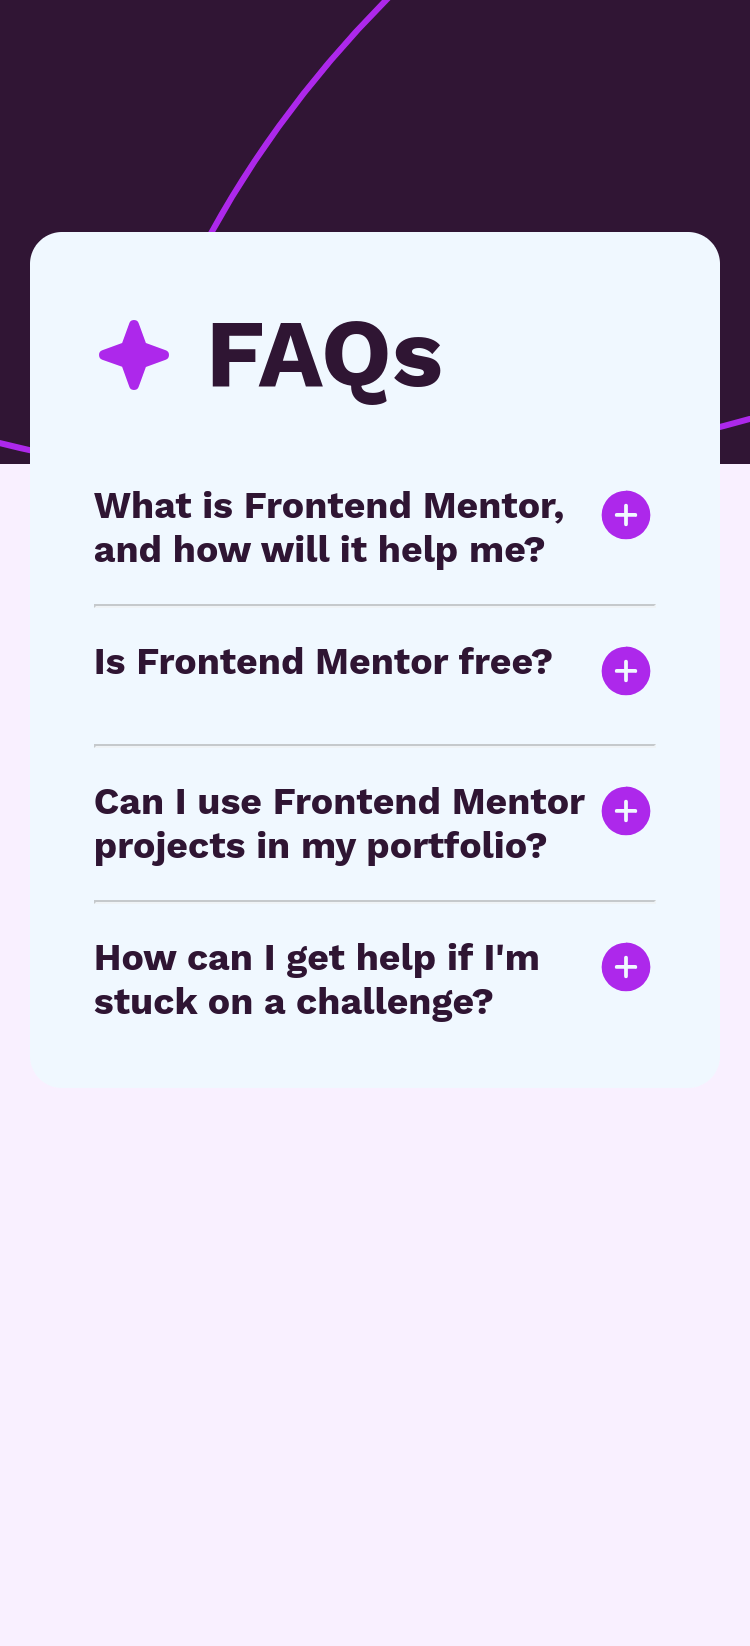 FAQs
What is Frontend Mentor,
and how will it help me?
Is Frontend Mentor free?
Can I use Frontend Mentor
projects in my portfolio?
How can I get help if I'm
stuck on a challenge?